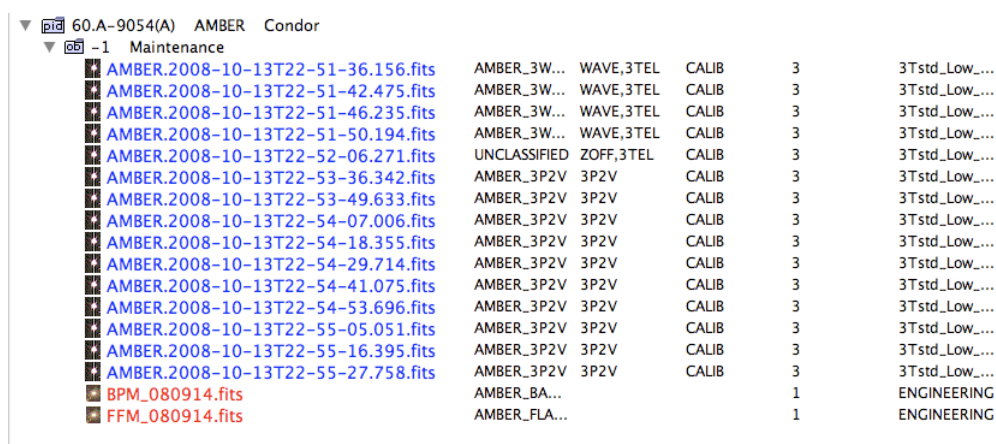 pid 60.A-9054(A) AMBER Condor
ob -1 Maintenance
AMBER.2008-10-13T22-51-36.156.fits AMBER_3W... WAVE,3TEL CALIB 3 3Tstd_Low_...
AMBER.2008-10-13T22-51-42.475.fits AMBER_3W... WAVE,3TEL CALIB 3 3Tstd_Low_...
AMBER.2008-10-13T22-51-46.235.fits AMBER_3W... WAVE,3TEL CALIB 3 3Tstd_Low_...
AMBER.2008-10-13T22-51-50.194.fits AMBER_3W... WAVE,3TEL CALIB 3 3Tstd_Low_...
AMBER.2008-10-13T22-52-06.271.fits UNCLASSIFIED ZOFF,3TEL CALIB 3 3Tstd_Low_...
AMBER.2008-10-13T22-53-36.342.fits AMBER_3P2V 3P2V CALIB 3 3Tstd_Low_...
AMBER.2008-10-13T22-53-49.633.fits AMBER_3P2V 3P2V CALIB 3 3Tstd_Low_...
AMBER.2008-10-13T22-54-07.006.fits AMBER_3P2V 3P2V CALIB 3 3Tstd_Low_...
AMBER.2008-10-13T22-54-18.355.fits AMBER_3P2V 3P2V CALIB 3 3Tstd_Low_...
AMBER.2008-10-13T22-54-29.714.fits AMBER_3P2V 3P2V CALIB 3 3Tstd_Low_...
AMBER.2008-10-13T22-54-41.075.fits AMBER_3P2V 3P2V CALIB 3 3Tstd_Low_...
AMBER.2008-10-13T22-54-53.696.fits AMBER_3P2V 3P2V CALIB 3 3Tstd_Low_...
AMBER.2008-10-13T22-55-05.051.fits AMBER_3P2V 3P2V CALIB 3 3Tstd_Low_...
AMBER.2008-10-13T22-55-16.395.fits AMBER_3P2V 3P2V CALIB 3 3Tstd_Low_...
AMBER.2008-10-13T22-55-27.758.fits AMBER_3P2V 3P2V CALIB 3 3Tstd_Low_...
BPM_080914.fits AMBER_BA... 1 ENGINEERING
FFM_080914.fits AMBER_FLA... 1 ENGINEERING